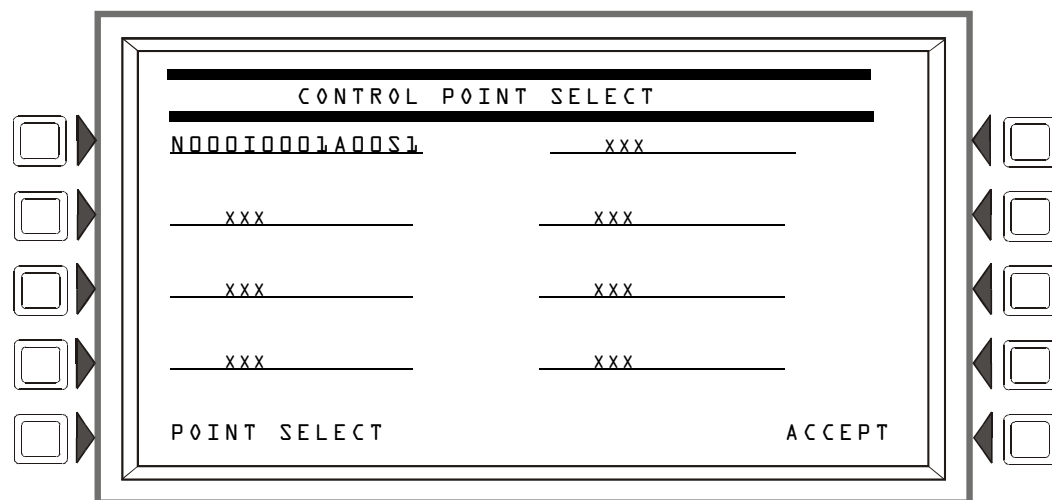 CONTROL POINT SELECT
N000I0001A00S1 XXX
XXX XXX
XXX XXX
XXX XXX
POINT SELECT ACCEPT